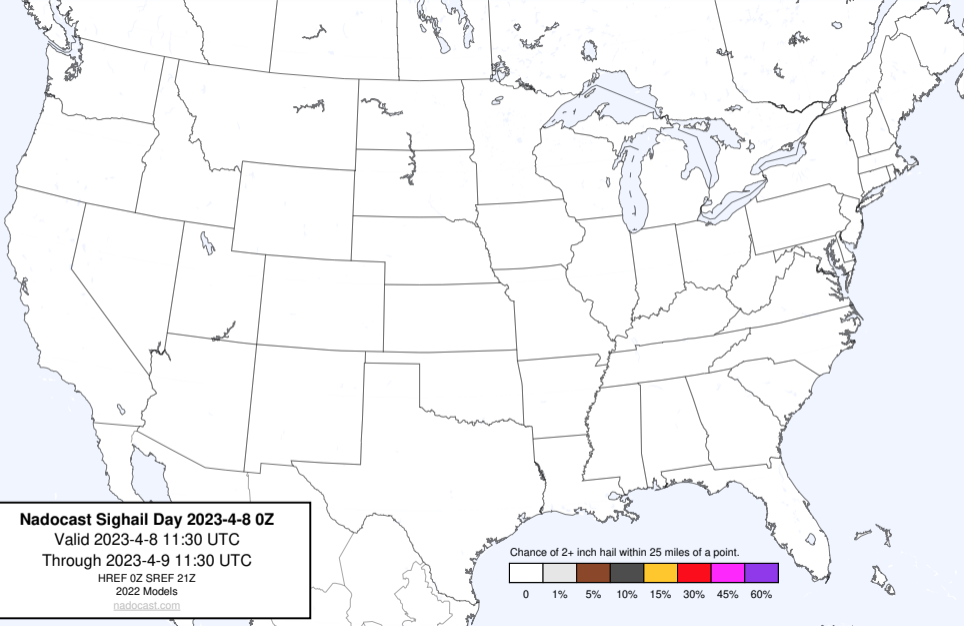 Nadocast Sighail Day 2023-4-8 0Z
Valid 2023-4-8 11:30 UTC
Through 2023-4-9 11:30 UTC
HREF 0Z SREF 21Z
2022 Models
nadocast.com
Chance of 2+ inch hail within 25 miles of a point.
0 1% 5% 10% 15% 30% 45% 60%